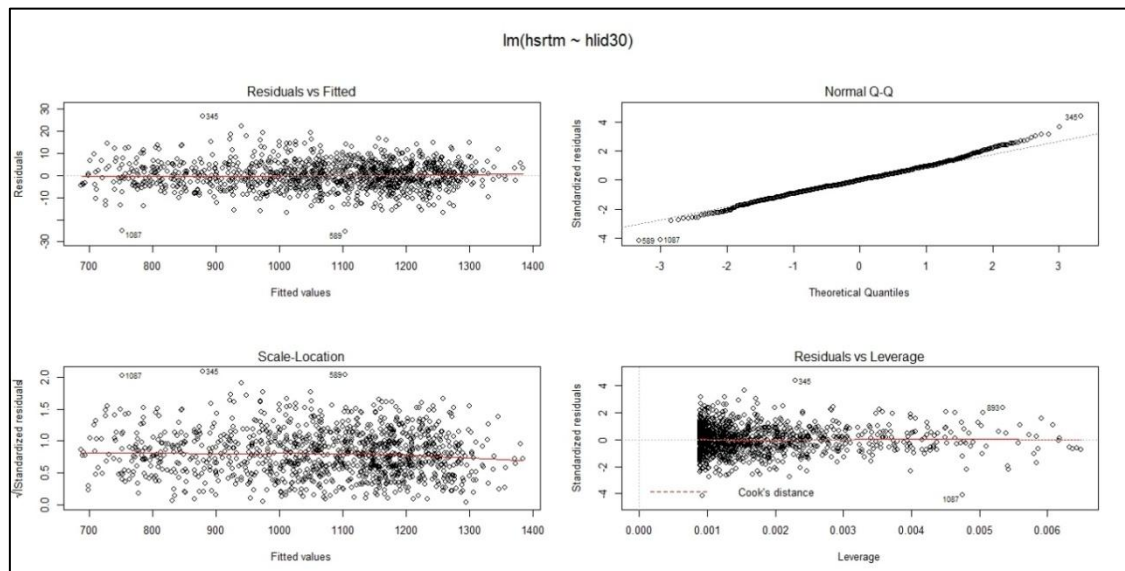 lm(hsrtm ~ hlid30)
Residuals vs Fitted
Residuals
30
10
0
-10
-30
345
1087
589
700 800 900 1000 1100 1200 1300 1400
Fitted values
Normal Q-Q
Standardized residuals
4
2
0
-2
-4
345
589 1087
-3 -2 -1 0 1 2 3
Theoretical Quantiles
Scale-Location
√|Standardized residuals|
2.0
1.5
1.0
0.5
0.0
1087
345
589
700 800 900 1000 1100 1200 1300 1400
Fitted values
Residuals vs Leverage
Standardized residuals
4
2
0
-2
-4
345
893
1087
Cook's distance
0.000 0.001 0.002 0.003 0.004 0.005 0.006
Leverage